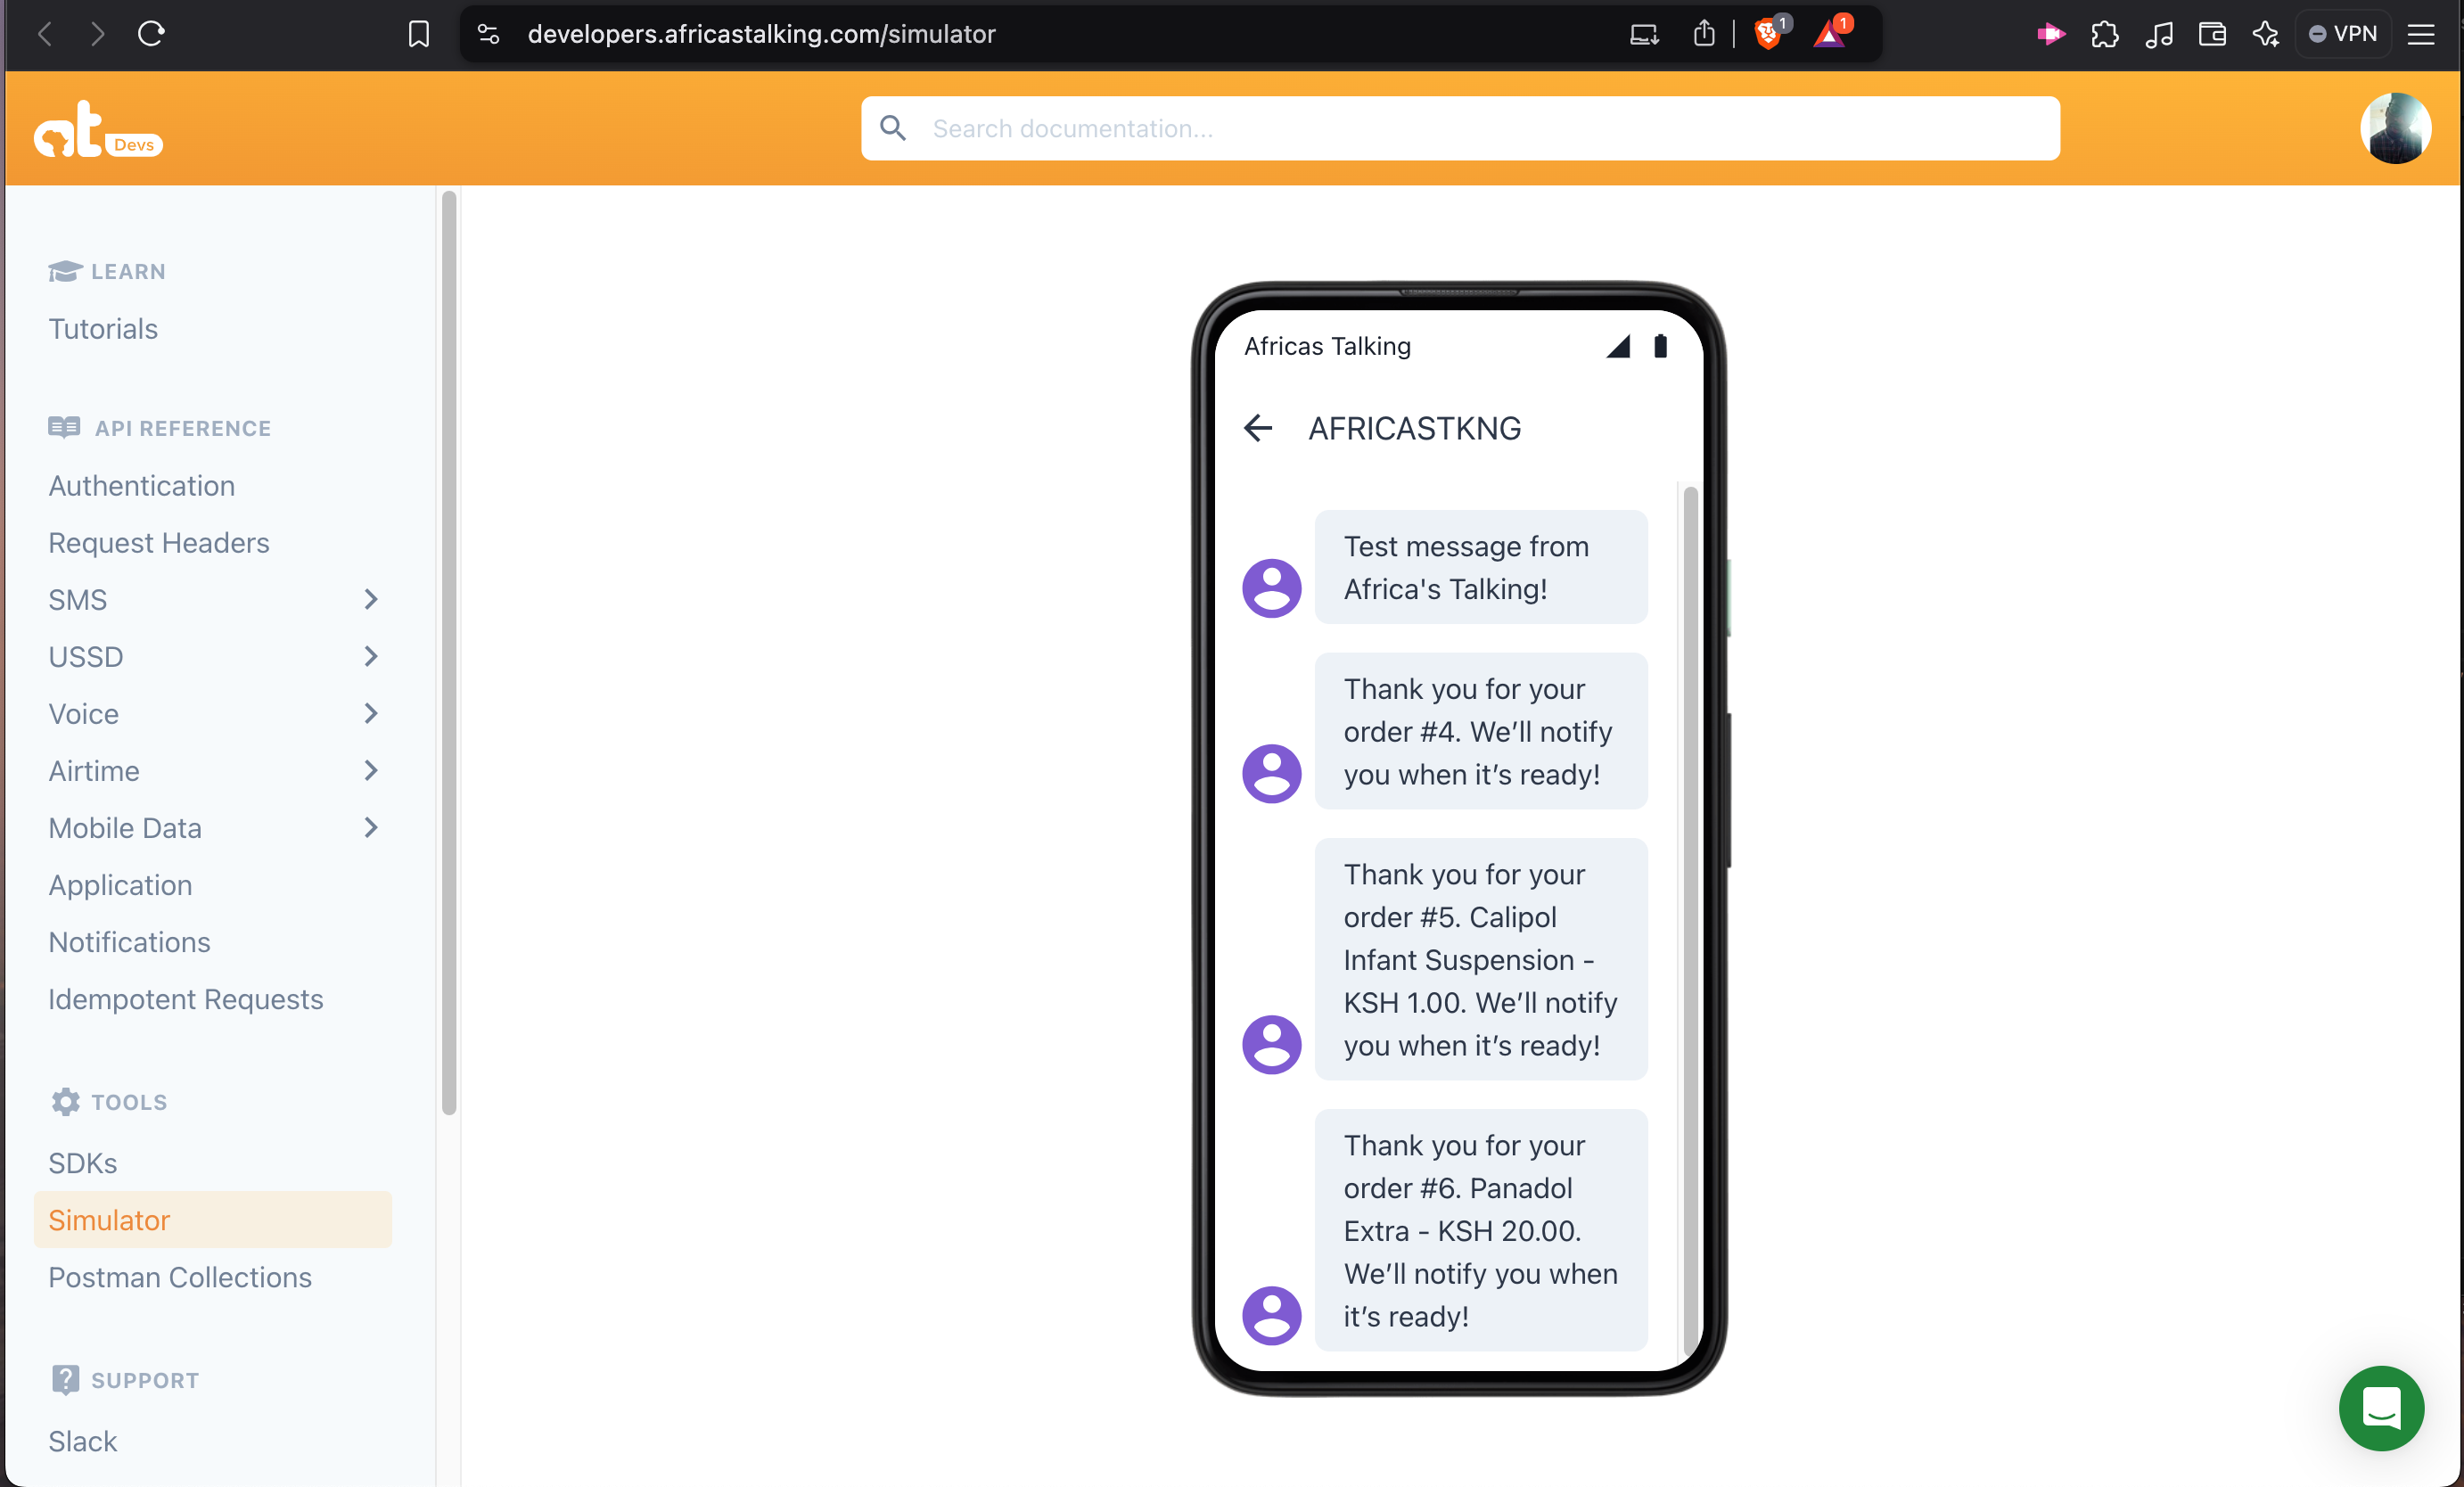 developers.africastalking.com/simulator
1
1
VPN
at Devs
Search documentation...
LEARN
Tutorials
API REFERENCE
Authentication
Request Headers
SMS
USSD
Voice
Airtime
Mobile Data
Application
Notifications
Idempotent Requests
TOOLS
SDKs
Simulator
Postman Collections
SUPPORT
Slack
Africas Talking
AFRICASTKNG
Test message from
Africa's Talking!
Thank you for your
order #4. We’ll notify
you when it’s ready!
Thank you for your
order #5. Calipol
Infant Suspension -
KSH 1.00. We’ll notify
you when it’s ready!
Thank you for your
order #6. Panadol
Extra - KSH 20.00.
We’ll notify you when
it’s ready!